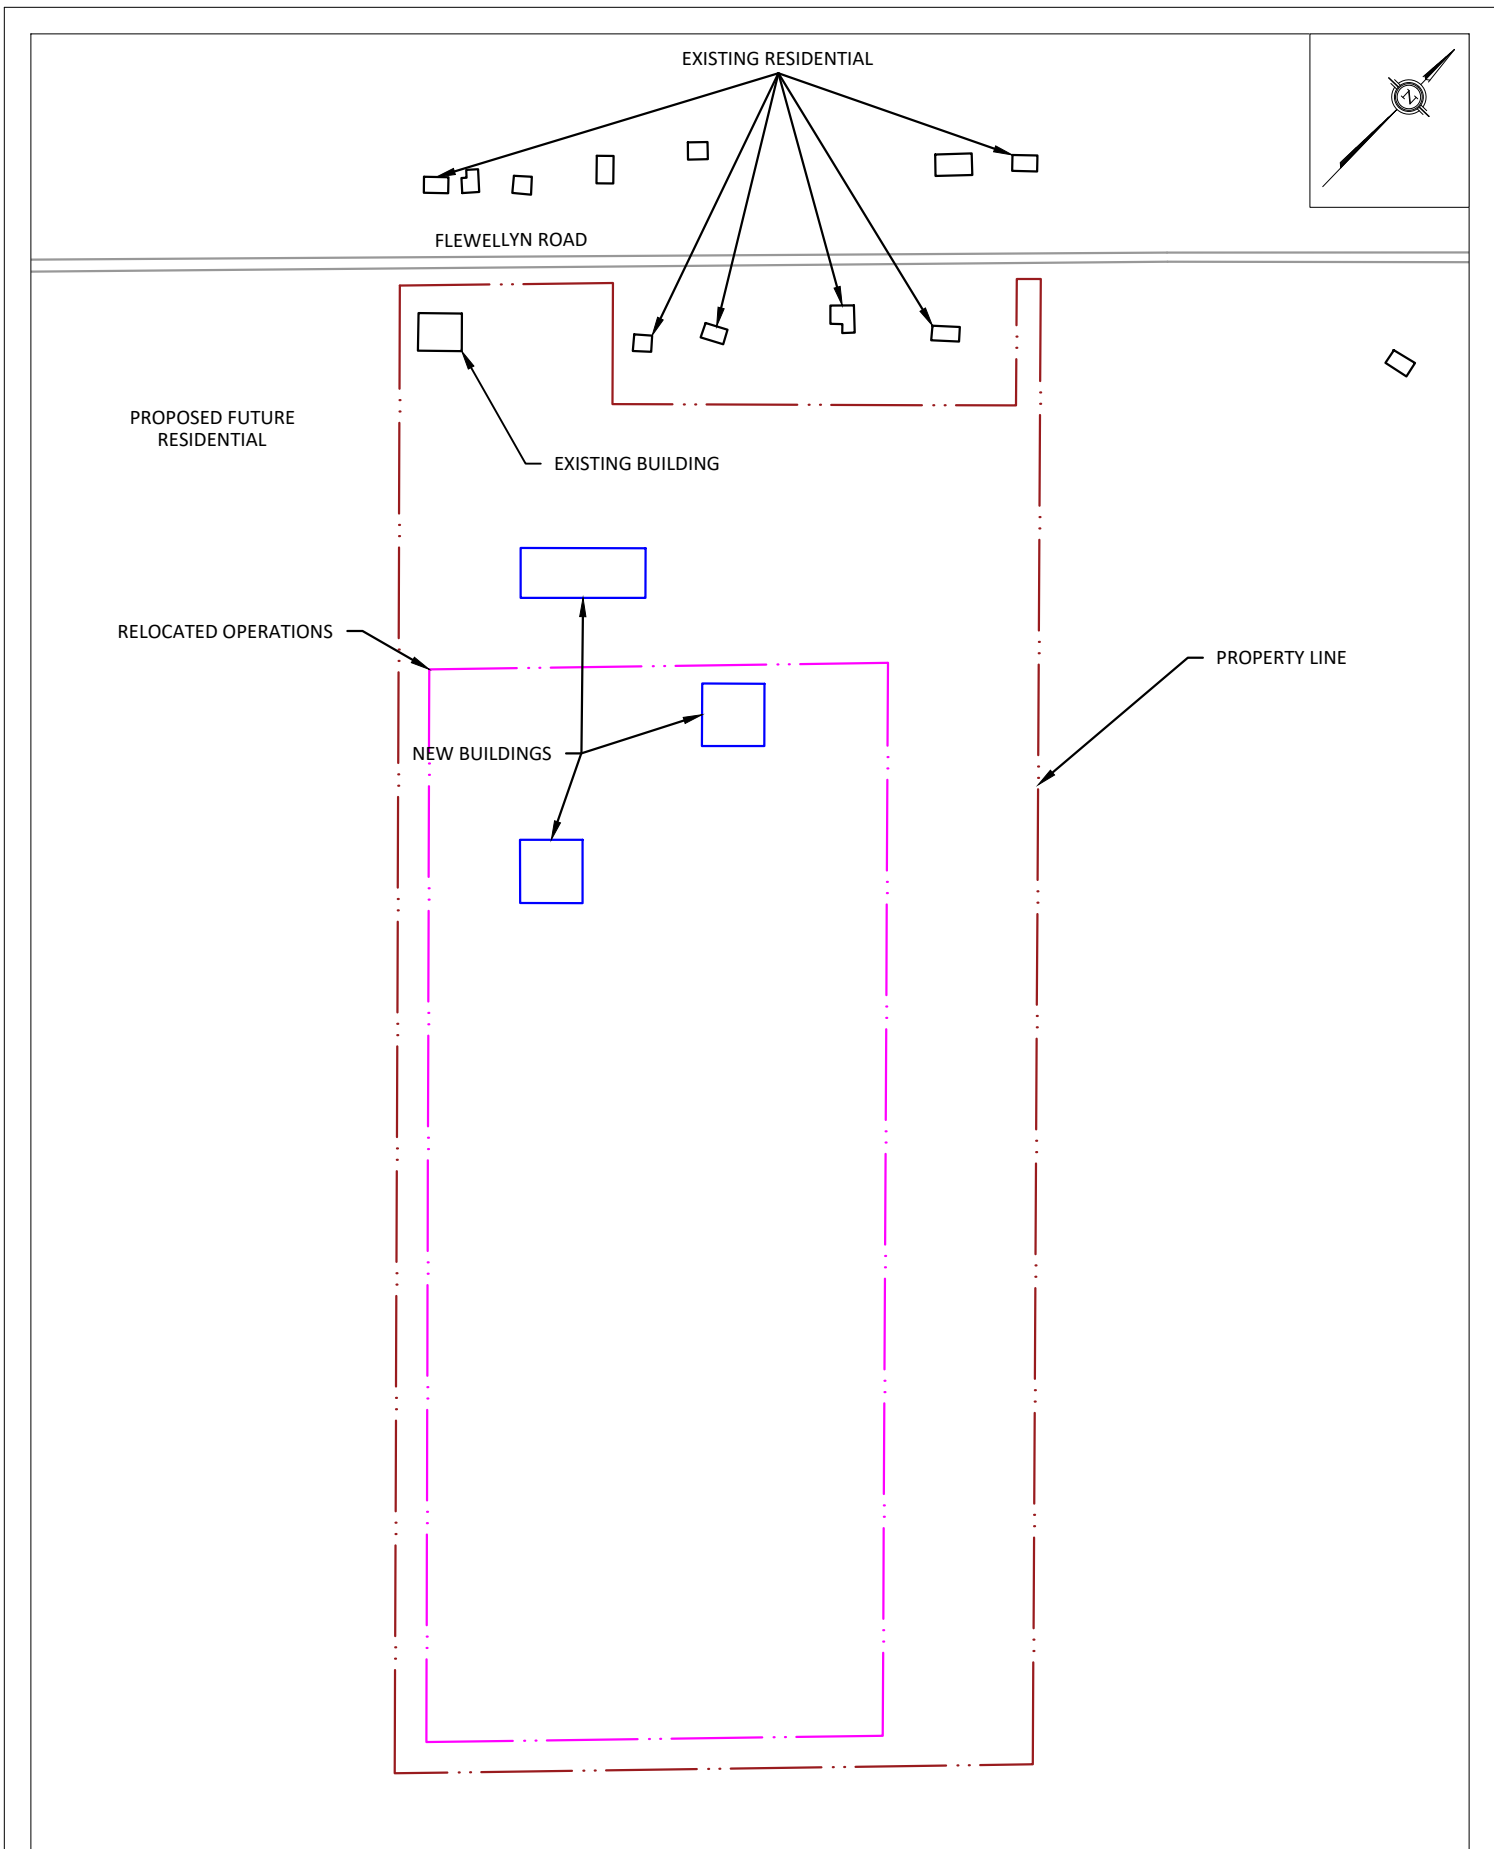 EXISTING RESIDENTIAL
N
FLEWELLYN ROAD
PROPOSED FUTURE
RESIDENTIAL
EXISTING BUILDING
RELOCATED OPERATIONS
PROPERTY LINE
NEW BUILDINGS